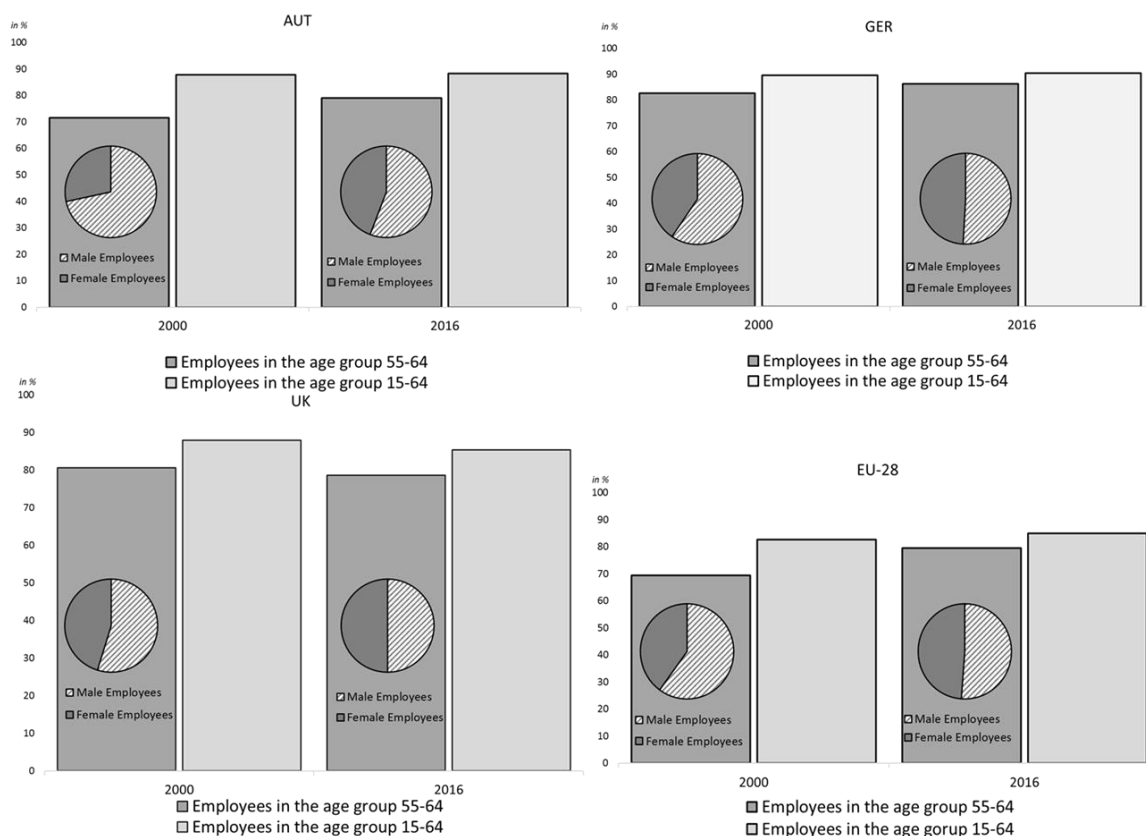 AUT
in %
100
90
80
70
60
50
40
30
20
10
0
Male Employees
Female Employees
Male Employees
Female Employees
2000
2016
Employees in the age group 55-64
Employees in the age group 15-64
GER
in %
100
90
80
70
60
50
40
30
20
10
0
Male Employees
Female Employees
Male Employees
Female Employees
2000
2016
Employees in the age group 55-64
Employees in the age group 15-64
UK
in %
100
90
80
70
60
50
40
30
20
10
0
Male Employees
Female Employees
Male Employees
Female Employees
2000
2016
Employees in the age group 55-64
Employees in the age group 15-64
EU-28
in %
100
90
80
70
60
50
40
30
20
10
0
Male Employees
Female Employees
Male Employees
Female Employees
2000
2016
Employees in the age group 55-64
Employees in the age gorup 15-64